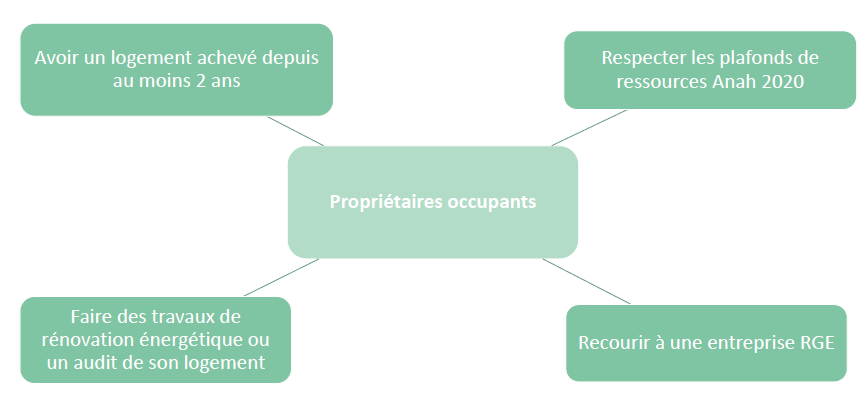 Avoir un logement achevé depuis
au moins 2 ans
Respecter les plafonds de
ressources Anah 2020
Propriétaires occupants
Faire des travaux de
rénovation énergétique ou
un audit de son logement
Recourir à une entreprise RGE